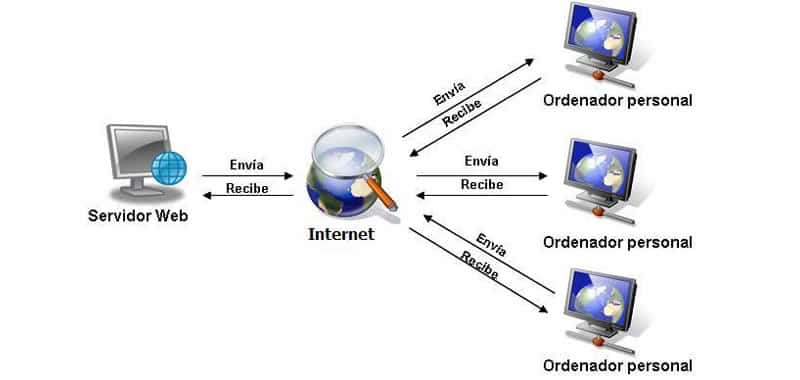 Envía
Recibe
Ordenador personal
Envía
Recibe
Servidor Web
Internet
Envía
Recibe
Ordenador personal
Envía
Recibe
Ordenador personal